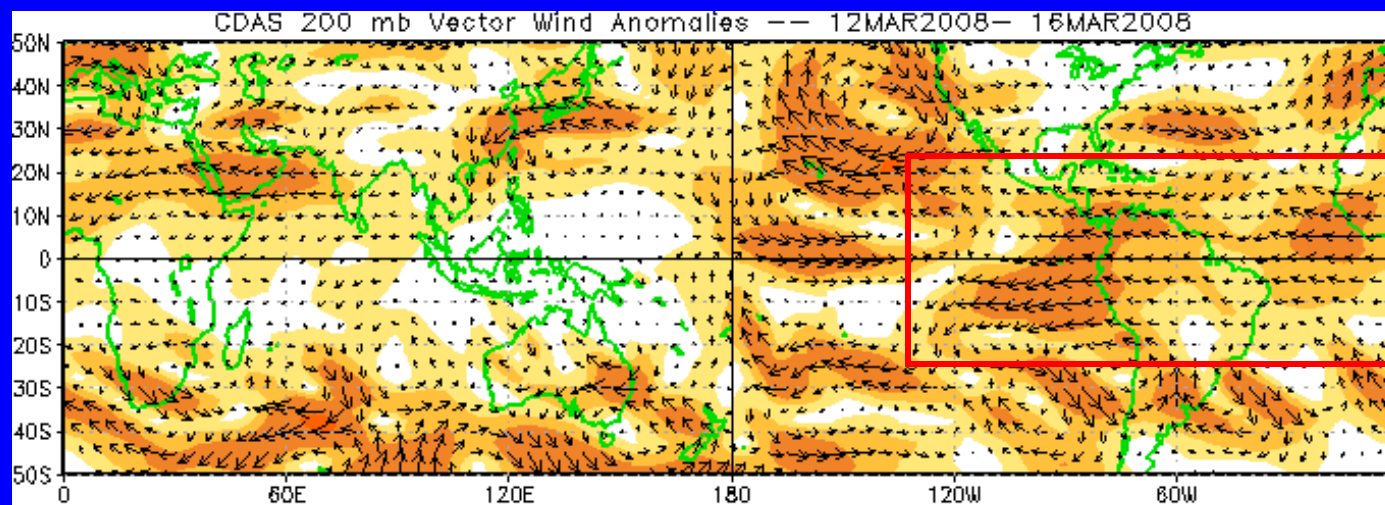 CDAS 200 mb Vector Wind Anomalies -- 12MAR2008- 16MAR2008
50N
40N
30N
20N
10N
0
10S
20S
30S
40S
50S
0 60E 120E 180 120W 60W